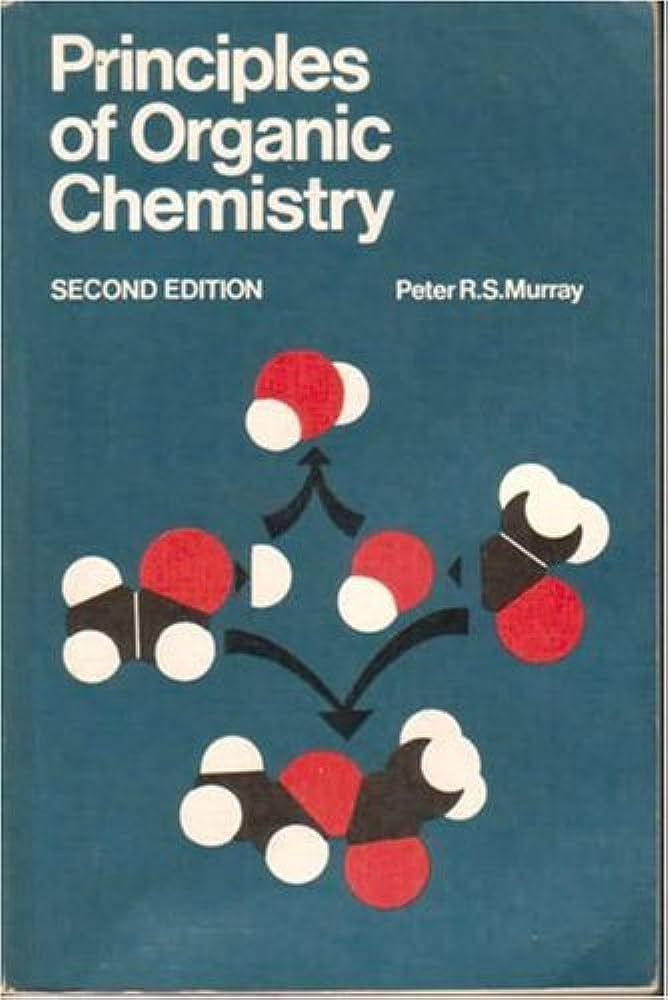 Principles
of Organic
Chemistry
SECOND EDITION
Peter R.S.Murray